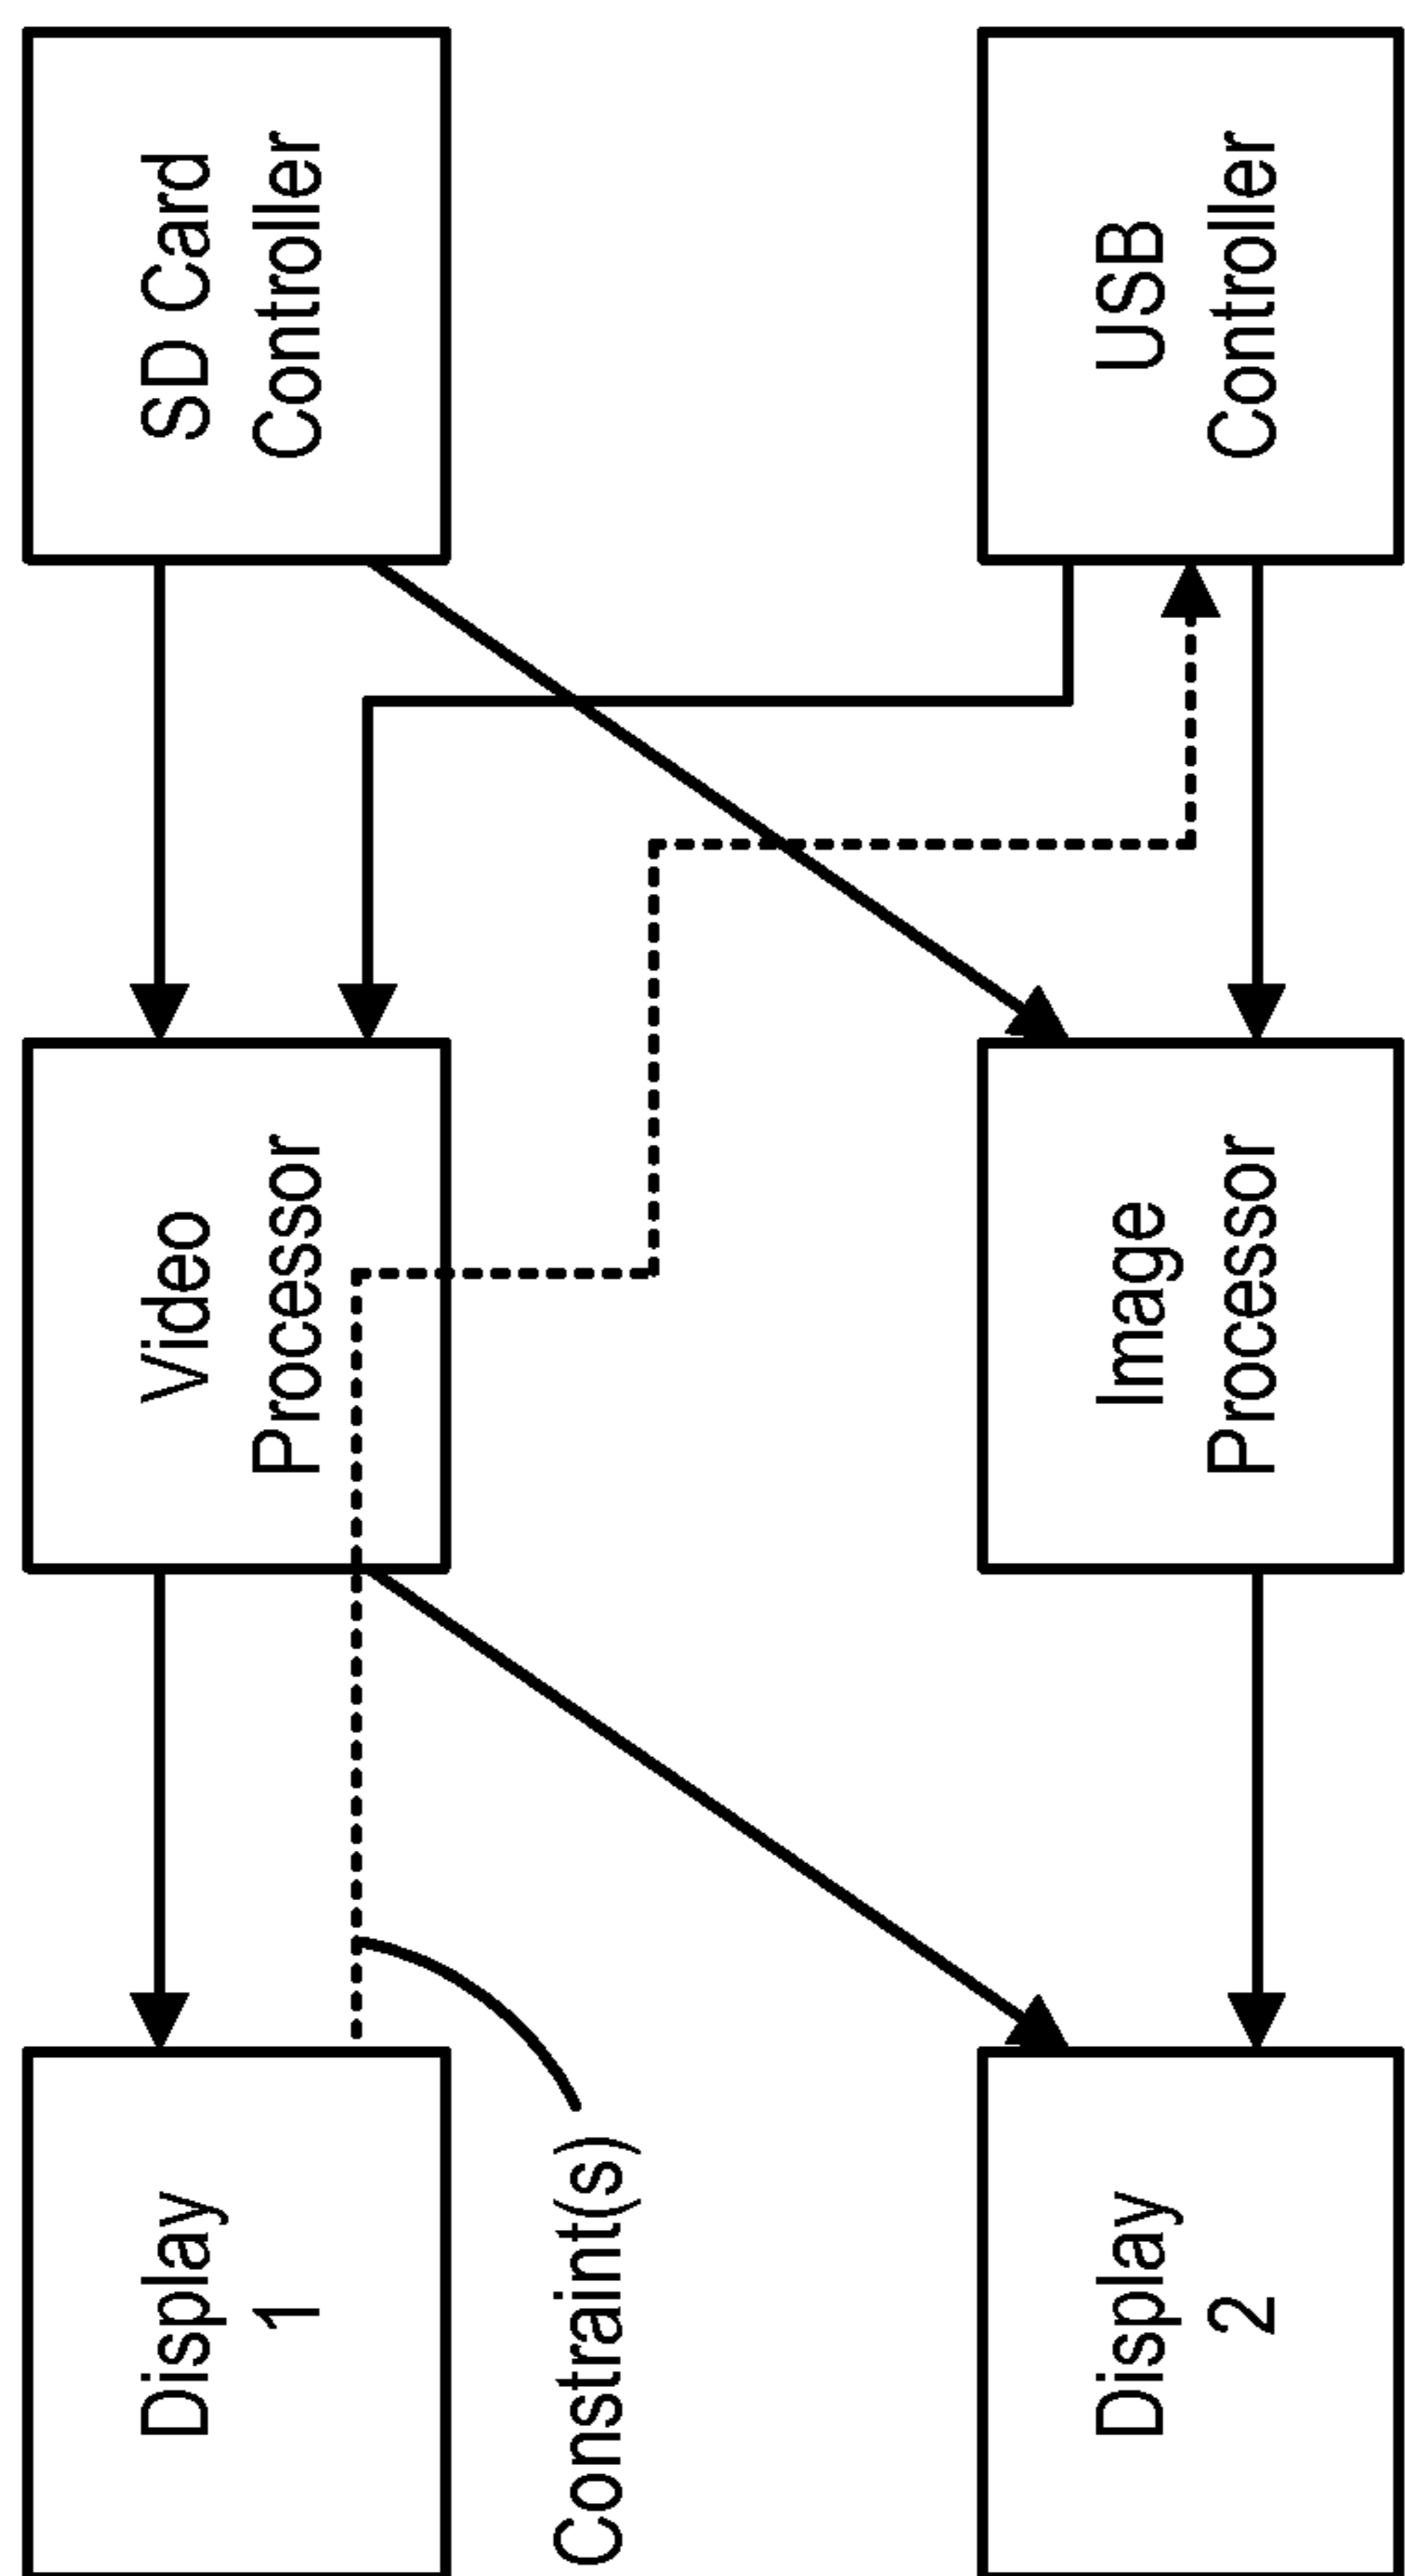 Display
1
Video
Processor
SD Card
Controller
Constraint(s)
Display
2
Image
Processor
USB
Controller